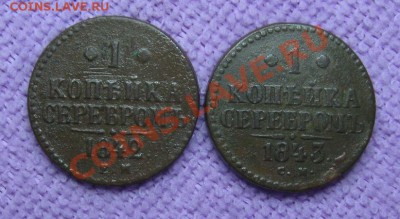 COINS.LAVE.RU
· 1 ·
КОПѢЙКА
СЕРЕБРОМЪ
· 1 ·
КОПѢЙКА
СЕРЕБРОМЪ
1843.
COINS.LAVE.RU